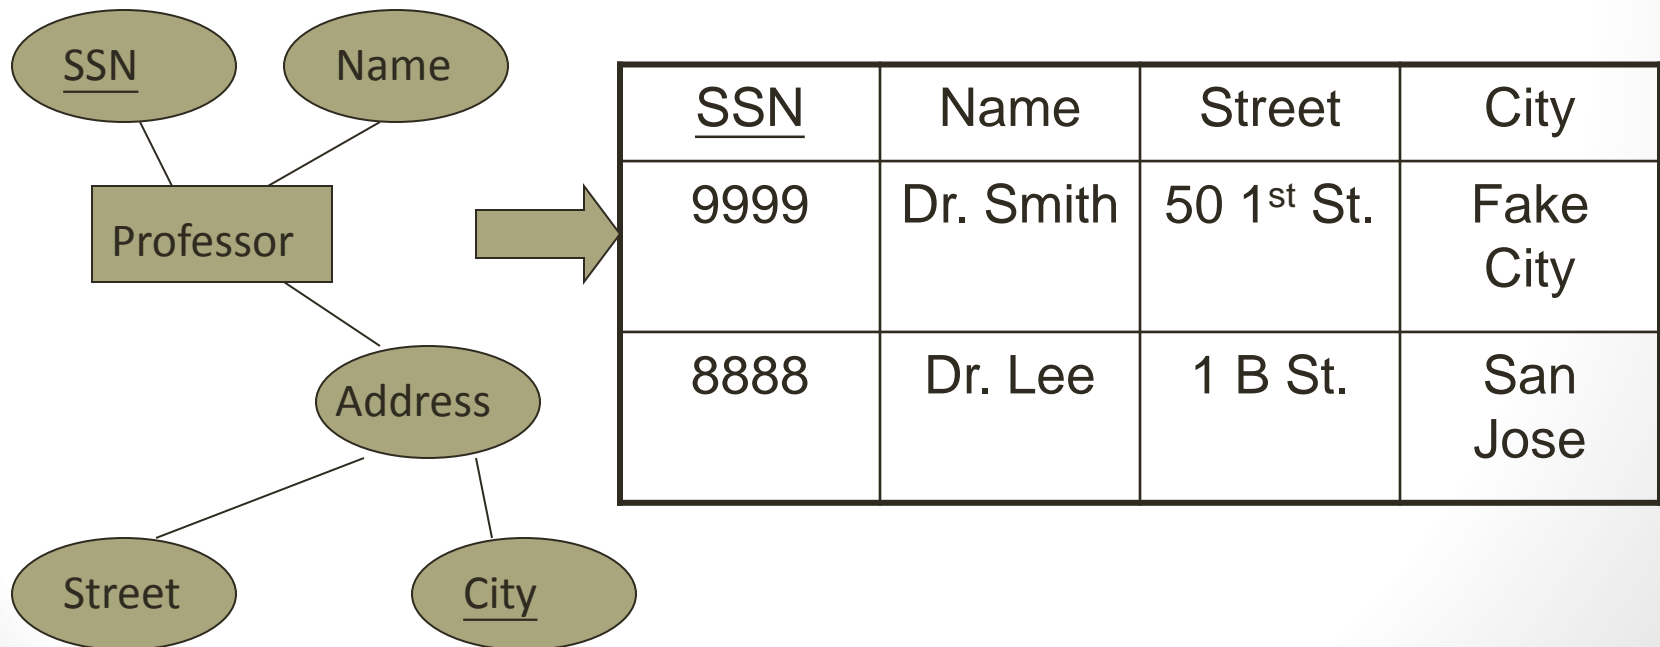 SSN
Name
Professor
Address
Street
City
SSN Name Street City
9999 Dr. Smith 50 1st St. Fake
City
8888 Dr. Lee 1 B St. San
Jose